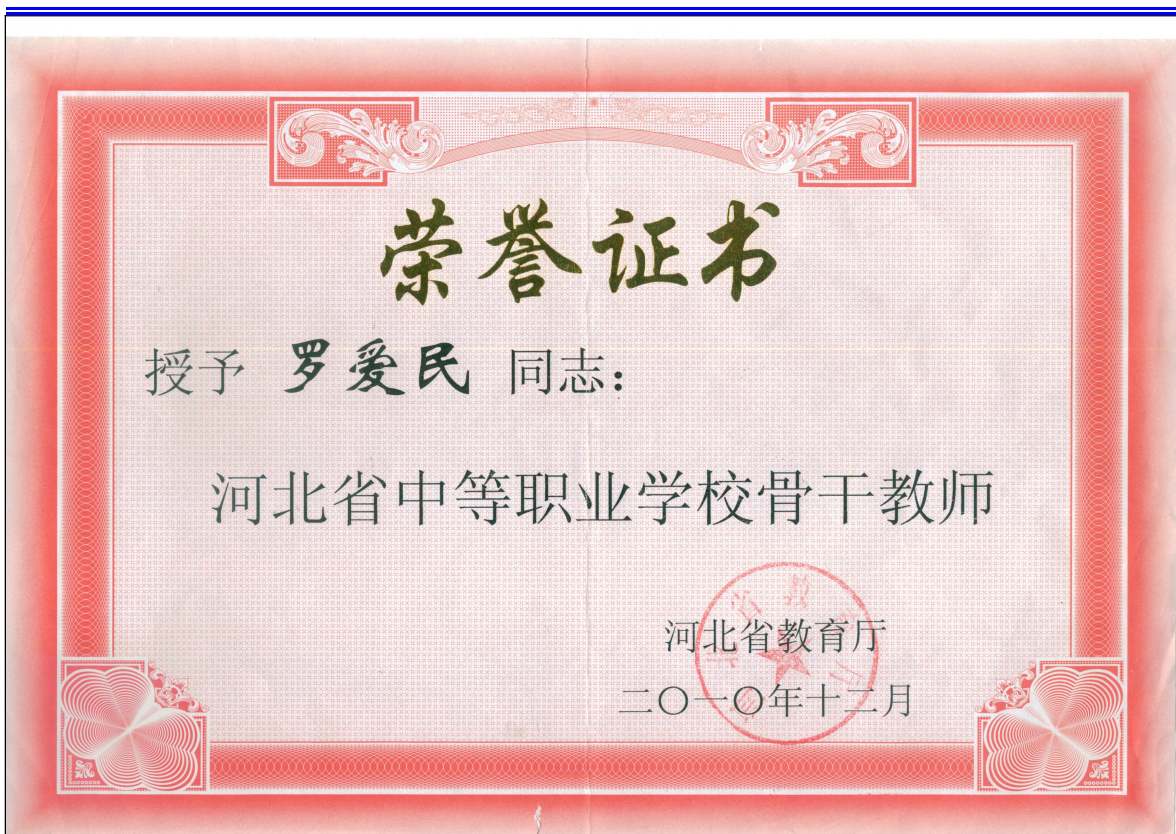 荣誉证书
授予 罗爱民 同志：
河北省中等职业学校骨干教师
河北省教育厅
二〇一〇年十二月